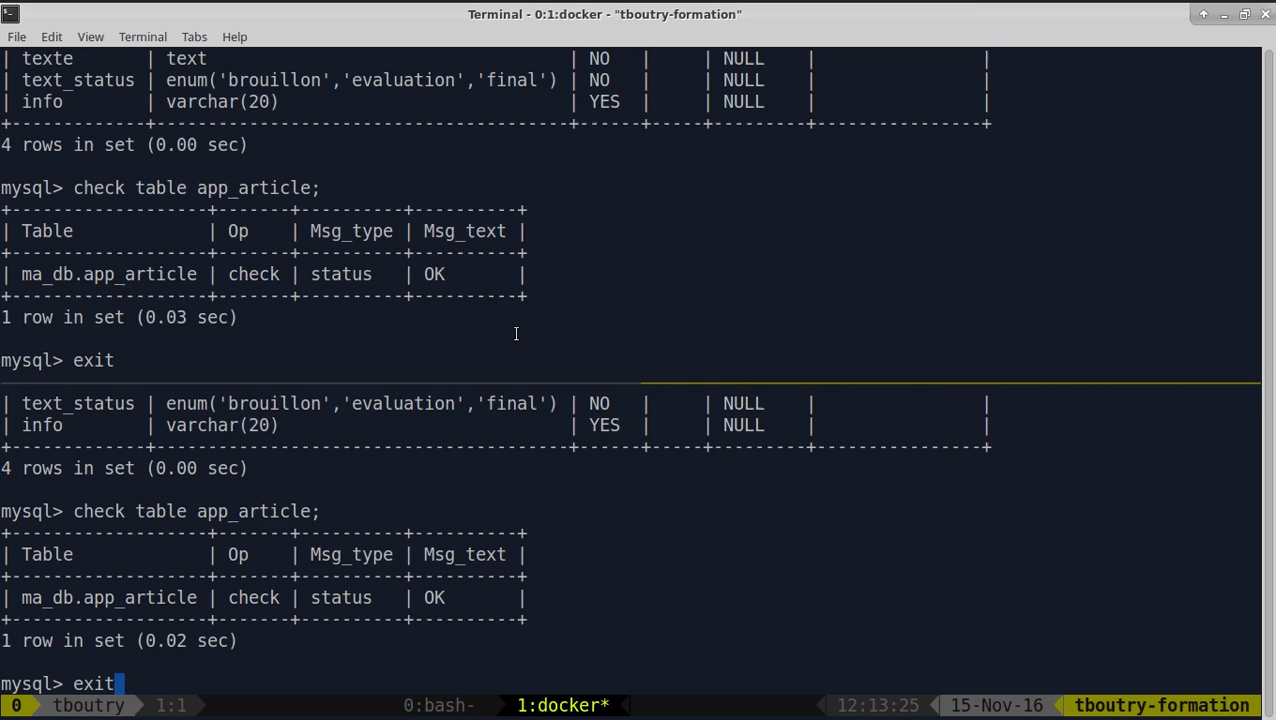 Terminal - 0:1:docker - "tboutry-formation"
File Edit View Terminal Tabs Help
| texte       | text                                   | NO   |     | NULL    |                |
| text_status | enum('brouillon','evaluation','final') | NO   |     | NULL    |                |
| info        | varchar(20)                            | YES  |     | NULL    |                |
+-------------+----------------------------------------+------+-----+---------+----------------+
4 rows in set (0.00 sec)
mysql> check table app_article;
+-------------------+-------+----------+----------+
| Table             | Op    | Msg_type | Msg_text |
+-------------------+-------+----------+----------+
| ma_db.app_article | check | status   | OK       |
+-------------------+-------+----------+----------+
1 row in set (0.03 sec)
mysql> exit
| text_status | enum('brouillon','evaluation','final') | NO   |     | NULL    |                |
| info        | varchar(20)                            | YES  |     | NULL    |                |
+-------------+----------------------------------------+------+-----+---------+----------------+
4 rows in set (0.00 sec)
mysql> check table app_article;
+-------------------+-------+----------+----------+
| Table             | Op    | Msg_type | Msg_text |
+-------------------+-------+----------+----------+
| ma_db.app_article | check | status   | OK       |
+-------------------+-------+----------+----------+
1 row in set (0.02 sec)
mysql> exit
0 tboutry 1:1 0:bash- 1:docker* 12:13:25 15-Nov-16 tboutry-formation